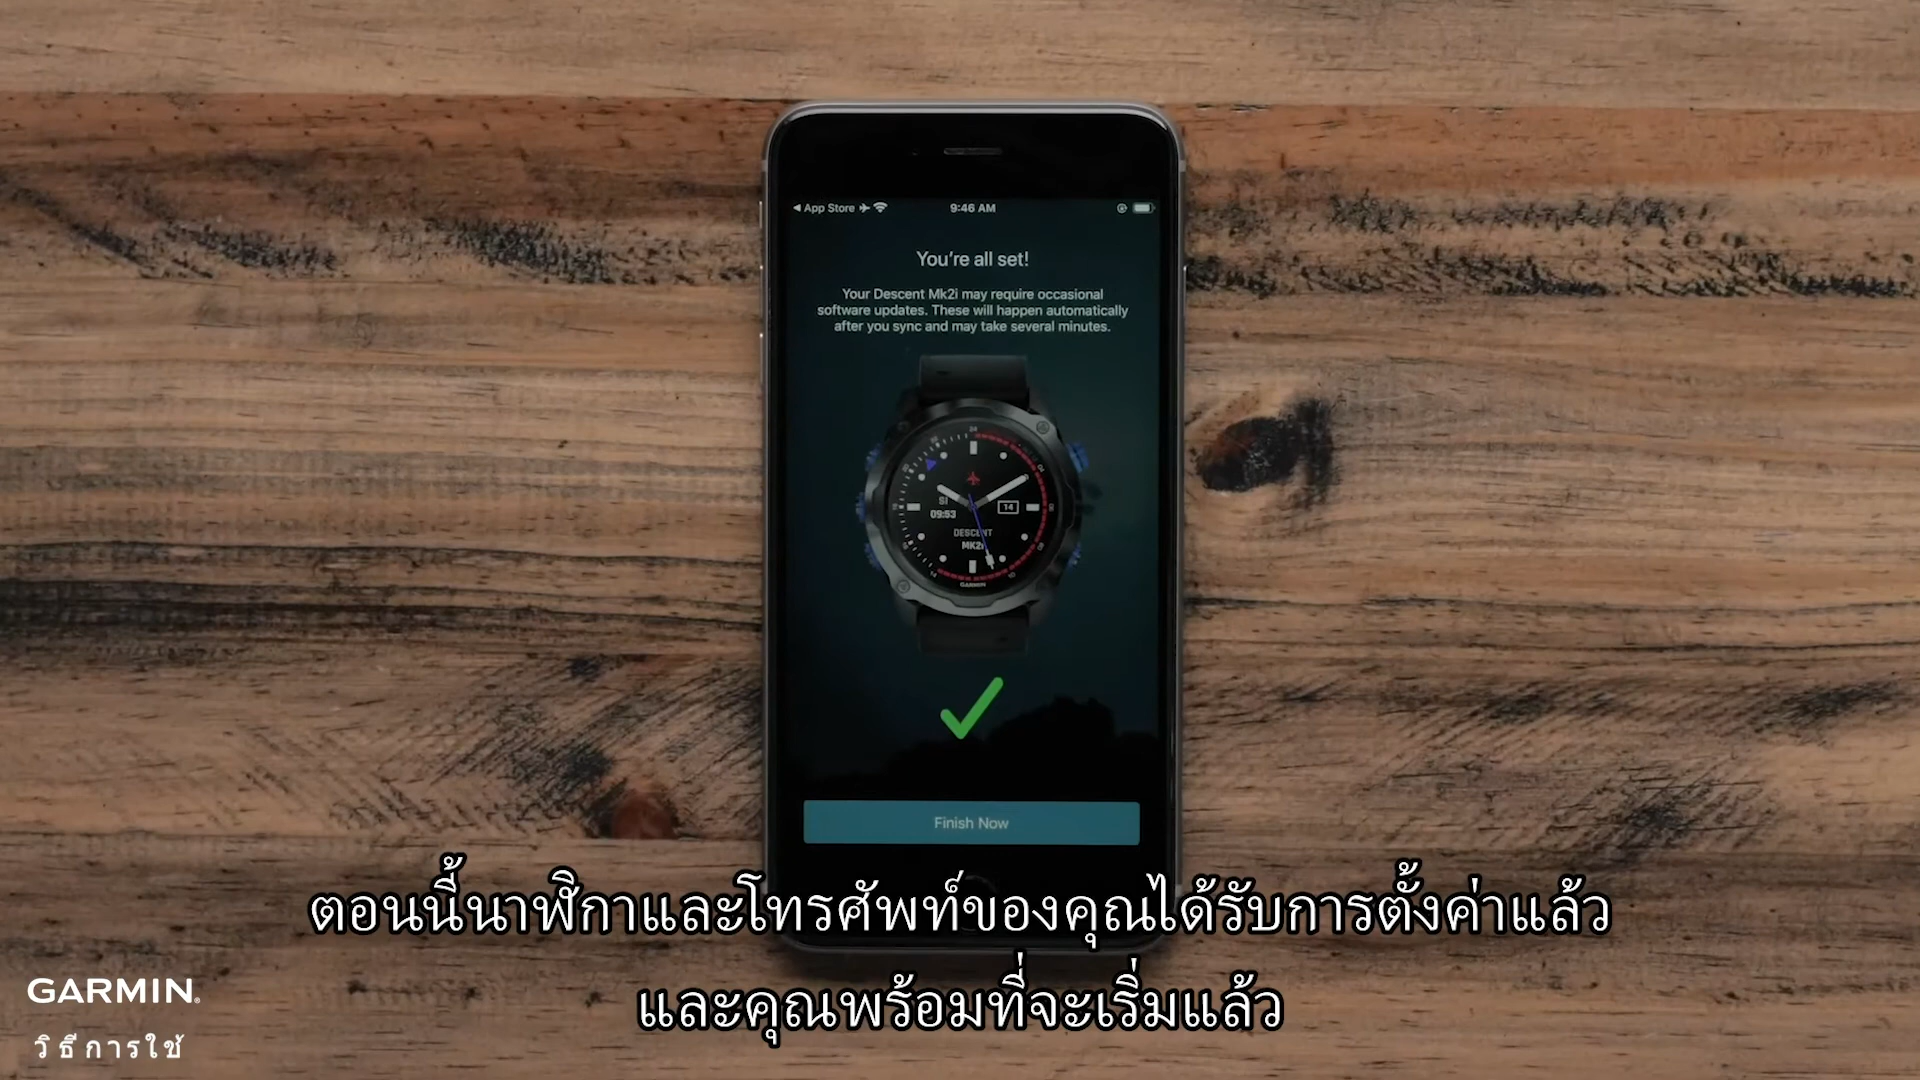 App Store
9:46 AM
You're all set!
Your Descent Mk2i may require occasional
software updates. These will happen automatically
after you sync and may take several minutes.
SI
09:53
14
DESCENT
MK2i
GARMIN
Finish Now
ตอนนี้นาฬิกาและโทรศัพท์ของคุณได้รับการตั้งค่าแล้ว
และคุณพร้อมที่จะเริ่มแล้ว
GARMIN®
วิธีการใช้